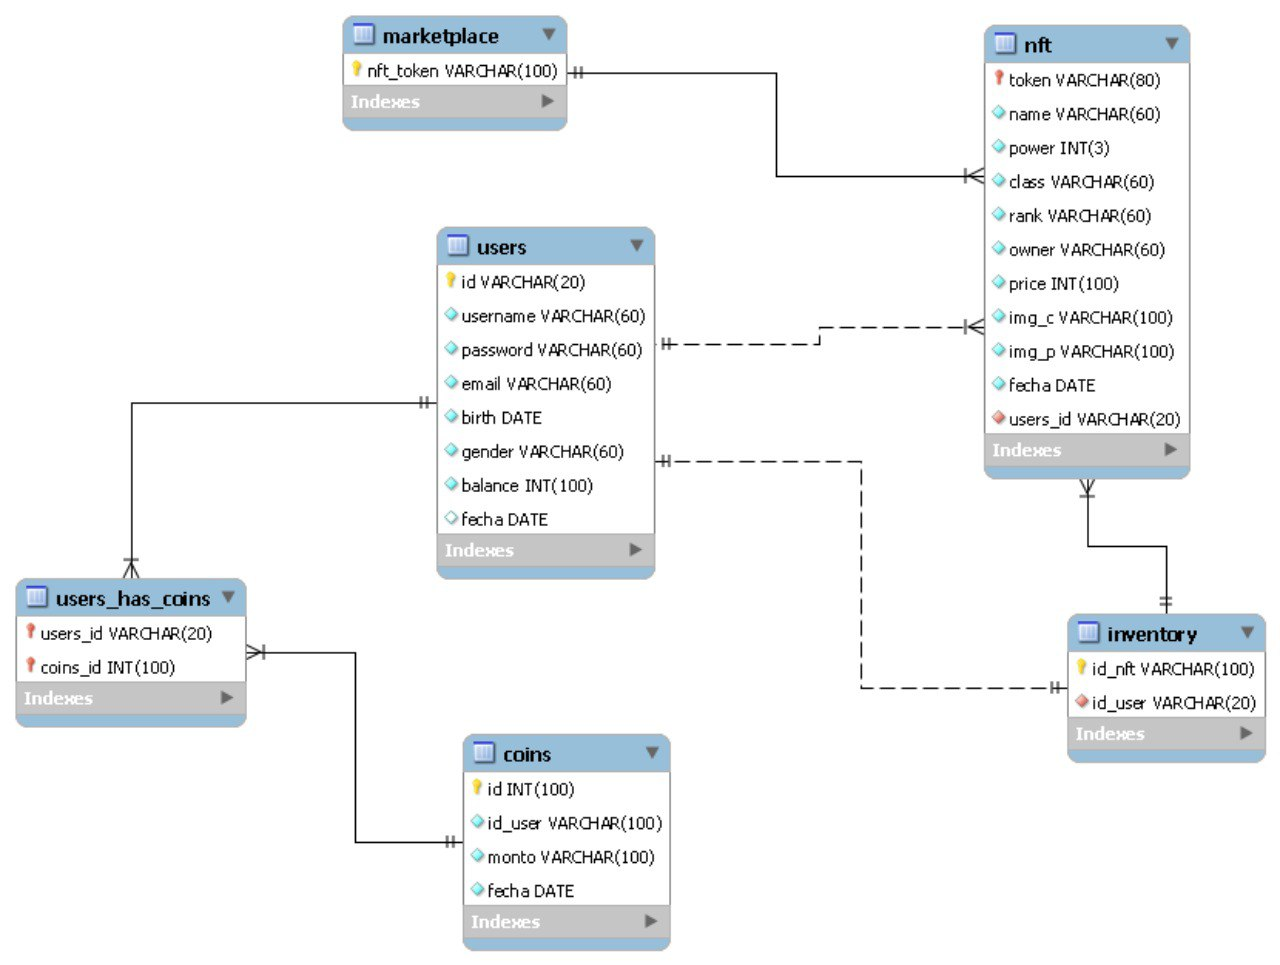 marketplace
nft_token VARCHAR(100)
Indexes
nft
token VARCHAR(80)
name VARCHAR(60)
power INT(3)
class VARCHAR(60)
rank VARCHAR(60)
owner VARCHAR(60)
price INT(100)
img_c VARCHAR(100)
img_p VARCHAR(100)
fecha DATE
users_id VARCHAR(20)
Indexes
users
id VARCHAR(20)
username VARCHAR(60)
password VARCHAR(60)
email VARCHAR(60)
birth DATE
gender VARCHAR(60)
balance INT(100)
fecha DATE
Indexes
users_has_coins
users_id VARCHAR(20)
coins_id INT(100)
Indexes
inventory
id_nft VARCHAR(100)
id_user VARCHAR(20)
Indexes
coins
id INT(100)
id_user VARCHAR(100)
monto VARCHAR(100)
fecha DATE
Indexes